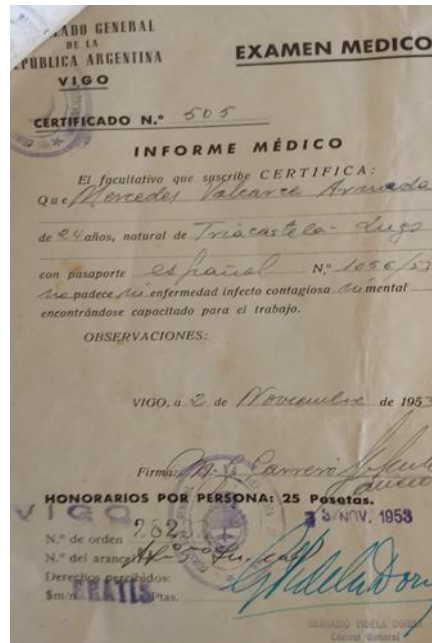 GENERAL
DE LA
ARGENTINA
VIGO
EXAMEN MEDICO
CERTIFICADO N.º 505
INFORME MÉDICO
El facultativo que suscribe CERTIFICA:
Que Mercedes Valcarce
de 24 años, natural de Triacastela - Lugo
con pasaporte español N.º 1056/53
no padece ni enfermedad infecto contagiosa ni mental
encontrándose capacitado para el trabajo.
OBSERVACIONES:
VIGO, a 2 de Noviembre de 1953
Firma: Carrero
HONORARIOS POR PERSONA: 25 Pesetas.
VIGO
3 NOV. 1953
N.º de orden
N.º del arancel
Derechos percibidos:
$m/n GRATIS Ptas.
VIDELA
Cónsul